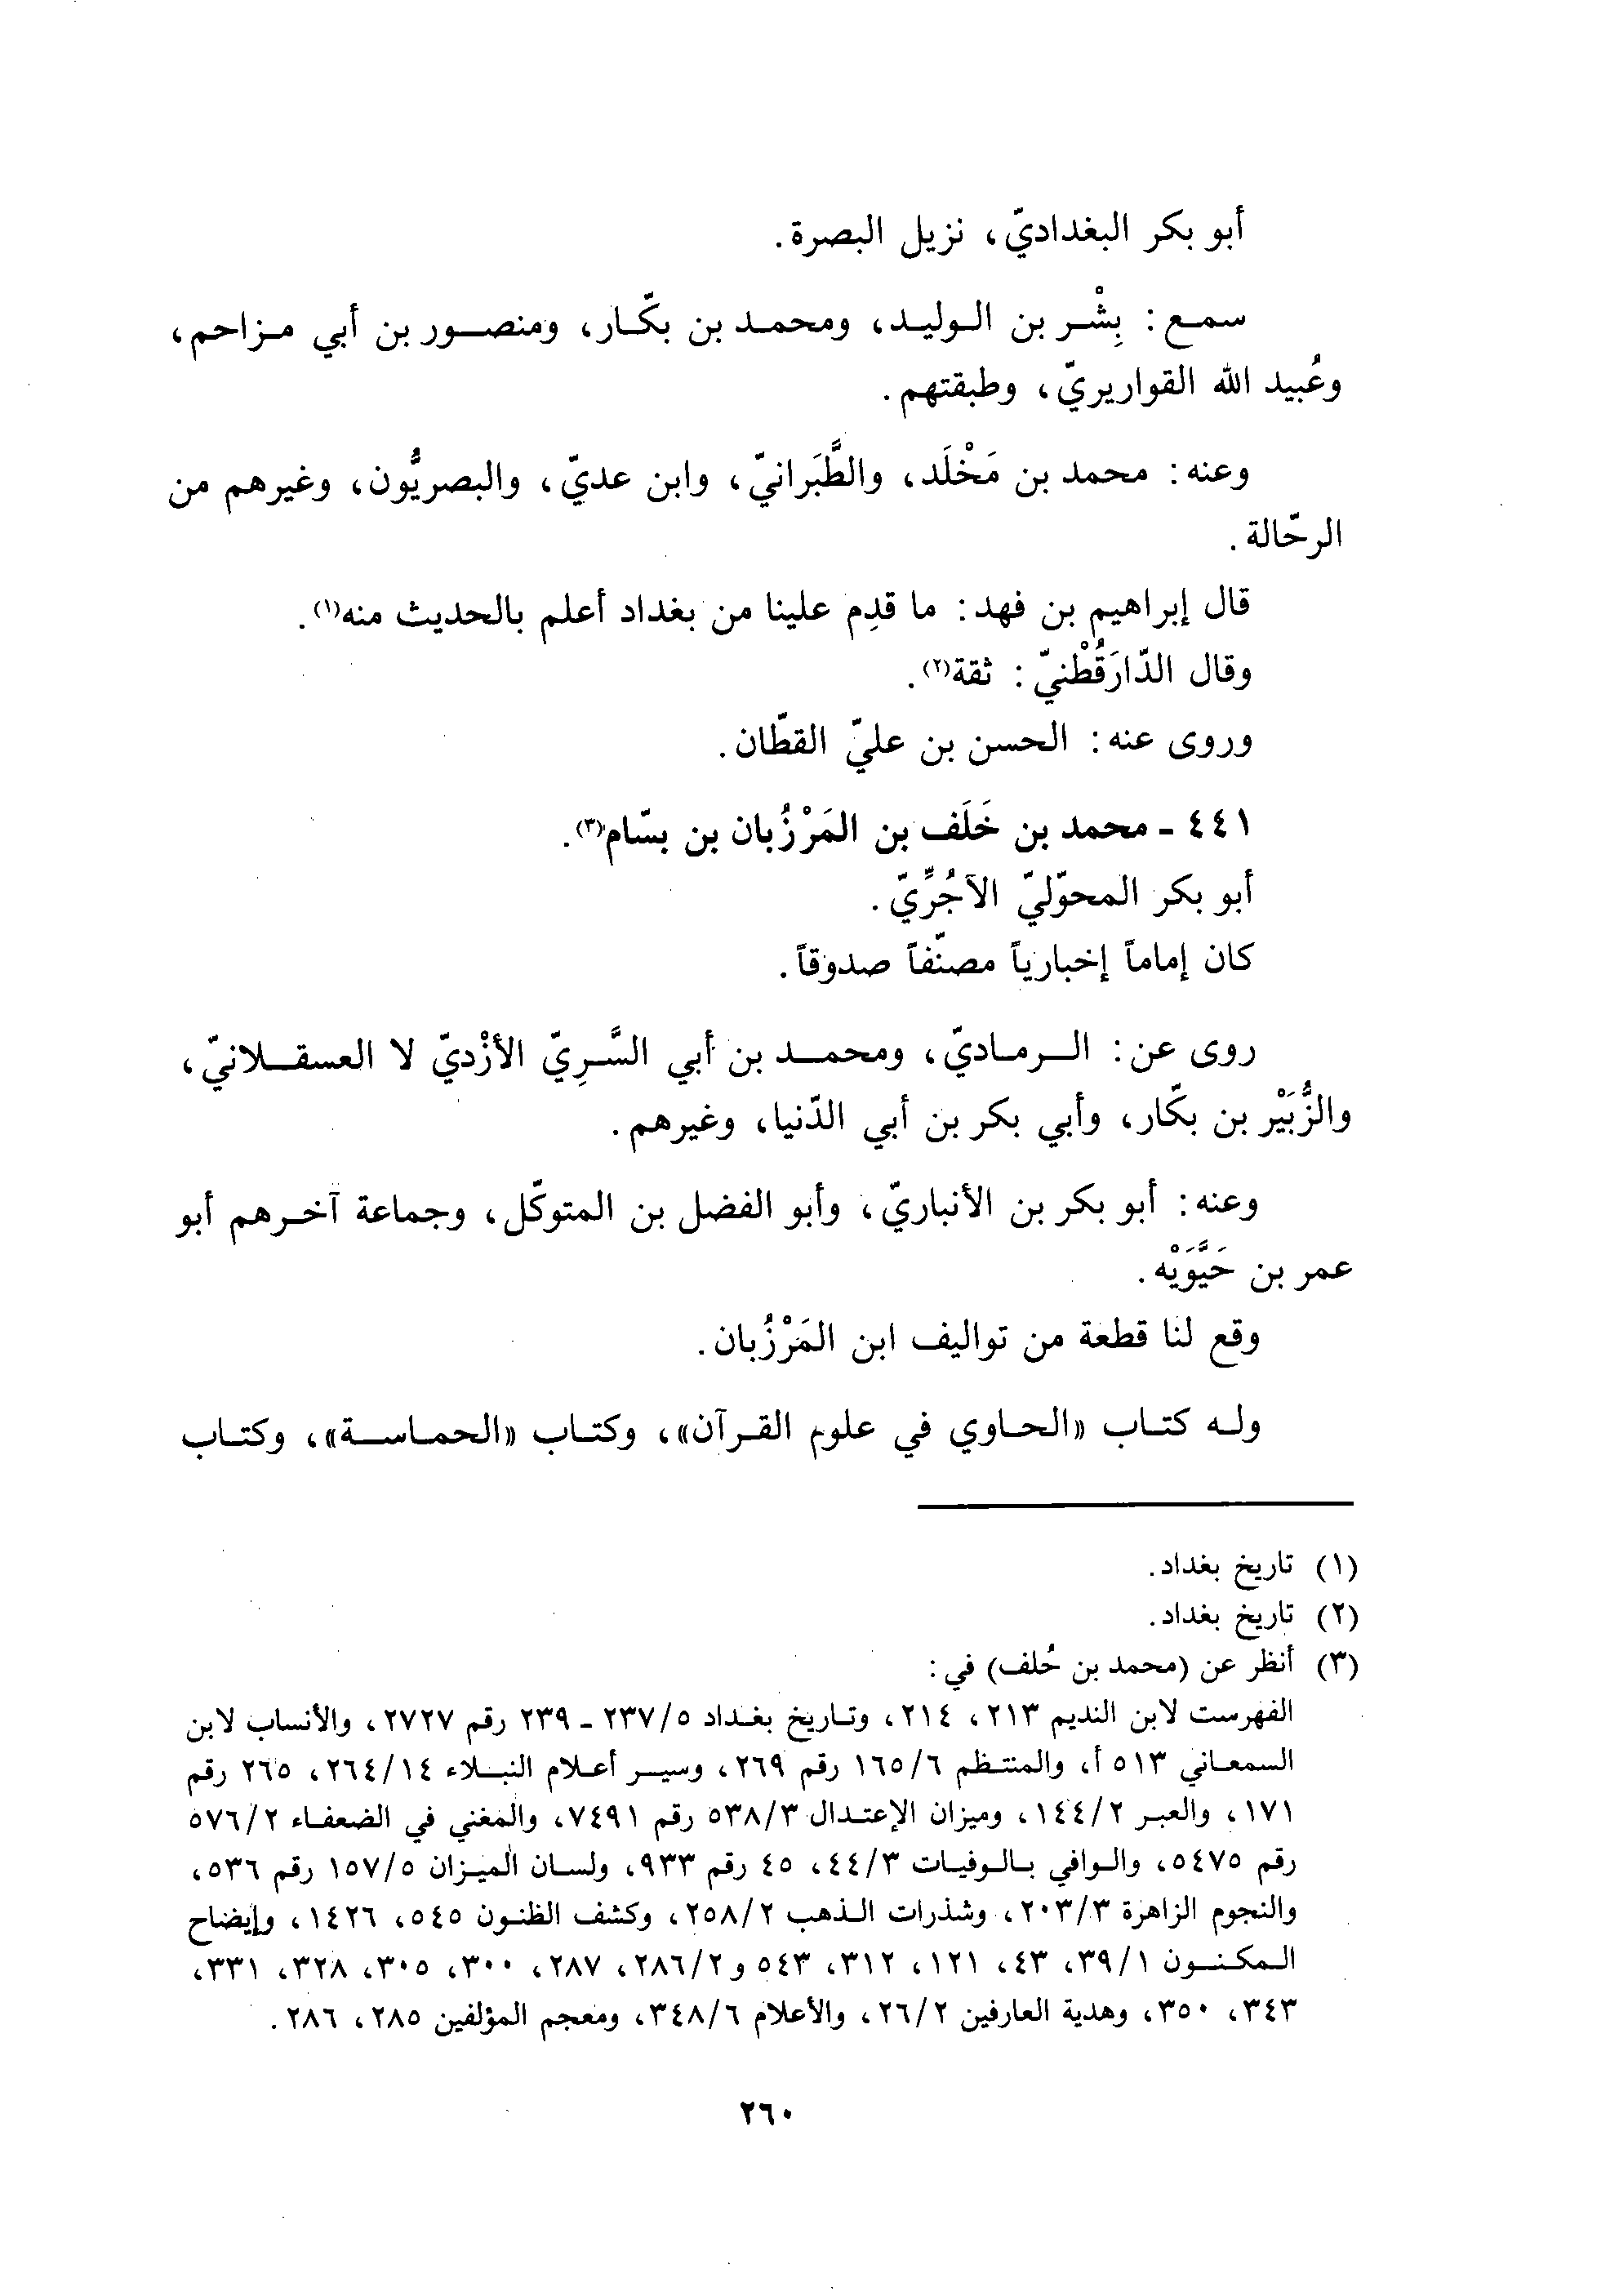 أبو بكر البغداديّ، نزيل البصرة.
سمع: بِشْر بن الوليد، ومحمد بن بكّار، ومنصور بن أبي مزاحم،
وعُبيد الله القواريريّ، وطبقتهم.
وعنه: محمد بن مَخْلَد، والطَّبَرانيّ، وابن عديّ، والبصريُّون، وغيرهم من
الرحّالة.
قال إبراهيم بن فهد: ما قدِم علينا من بغداد أعلم بالحديث منه(١).
وقال الدّارَقُطْنيّ: ثقة(٢).
وروى عنه: الحسن بن عليّ القطّان.
٤٤١ ـ محمد بن خَلَف بن المَرْزُبان بن بسّام(٣).
أبو بكر المحوّليّ الآجُرِّيّ.
كان إماماً إخبارياً مصنّفاً صدوقاً.
روى عن: الرماديّ، ومحمد بن أبي السَّرِيّ الأزْديّ لا العسقلانيّ،
والزُّبَيْر بن بكّار، وأبي بكر بن أبي الدّنيا، وغيرهم.
وعنه: أبو بكر بن الأنباريّ، وأبو الفضل بن المتوكّل، وجماعة آخرهم أبو
عمر بن حَيَّوَيْه.
وقع لنا قطعة من تواليف ابن المَرْزُبان.
وله كتاب «الحاوي في علوم القرآن»، وكتاب «الحماسة»، وكتاب
(١) تاريخ بغداد.
(٢) تاريخ بغداد.
(٣) أنظر عن (محمد بن خُلف) في:
الفهرست لابن النديم ٢١٣، ٢١٤، وتاريخ بغداد ٢٣٧/٥ ـ ٢٣٩ رقم ٢٧٢٧، والأنساب لابن
السمعاني ٥١٣ أ، والمنتظم ١٦٥/٦ رقم ٢٦٩، وسير أعلام النبلاء ٢٦٤/١٤، ٢٦٥ رقم
١٧١، والعبر ١٤٤/٢، وميزان الإعتدال ٥٣٨/٣ رقم ٧٤٩١، والمغني في الضعفاء ٥٧٦/٢
رقم ٥٤٧٥، والوافي بالوفيات ٤٤/٣، ٤٥ رقم ٩٣٣، ولسان الميزان ١٥٧/٥ رقم ٥٣٦،
والنجوم الزاهرة ٢٠٣/٣، وشذرات الذهب ٢٥٨/٢، وكشف الظنون ٥٤٥، ١٤٢٦، وإيضاح
المكنون ٣٩/١، ٤٣، ١٢١، ٣١٢، ٥٤٣ و٢٨٦/٢، ٢٨٧، ٣٠٠، ٣٠٥، ٣٢٨، ٣٣١،
٣٤٣، ٣٥٠، وهدية العارفين ٢٦/٢، والأعلام ٣٤٨/٦، ومعجم المؤلفين ٢٨٥، ٢٨٦.
٢٦٠